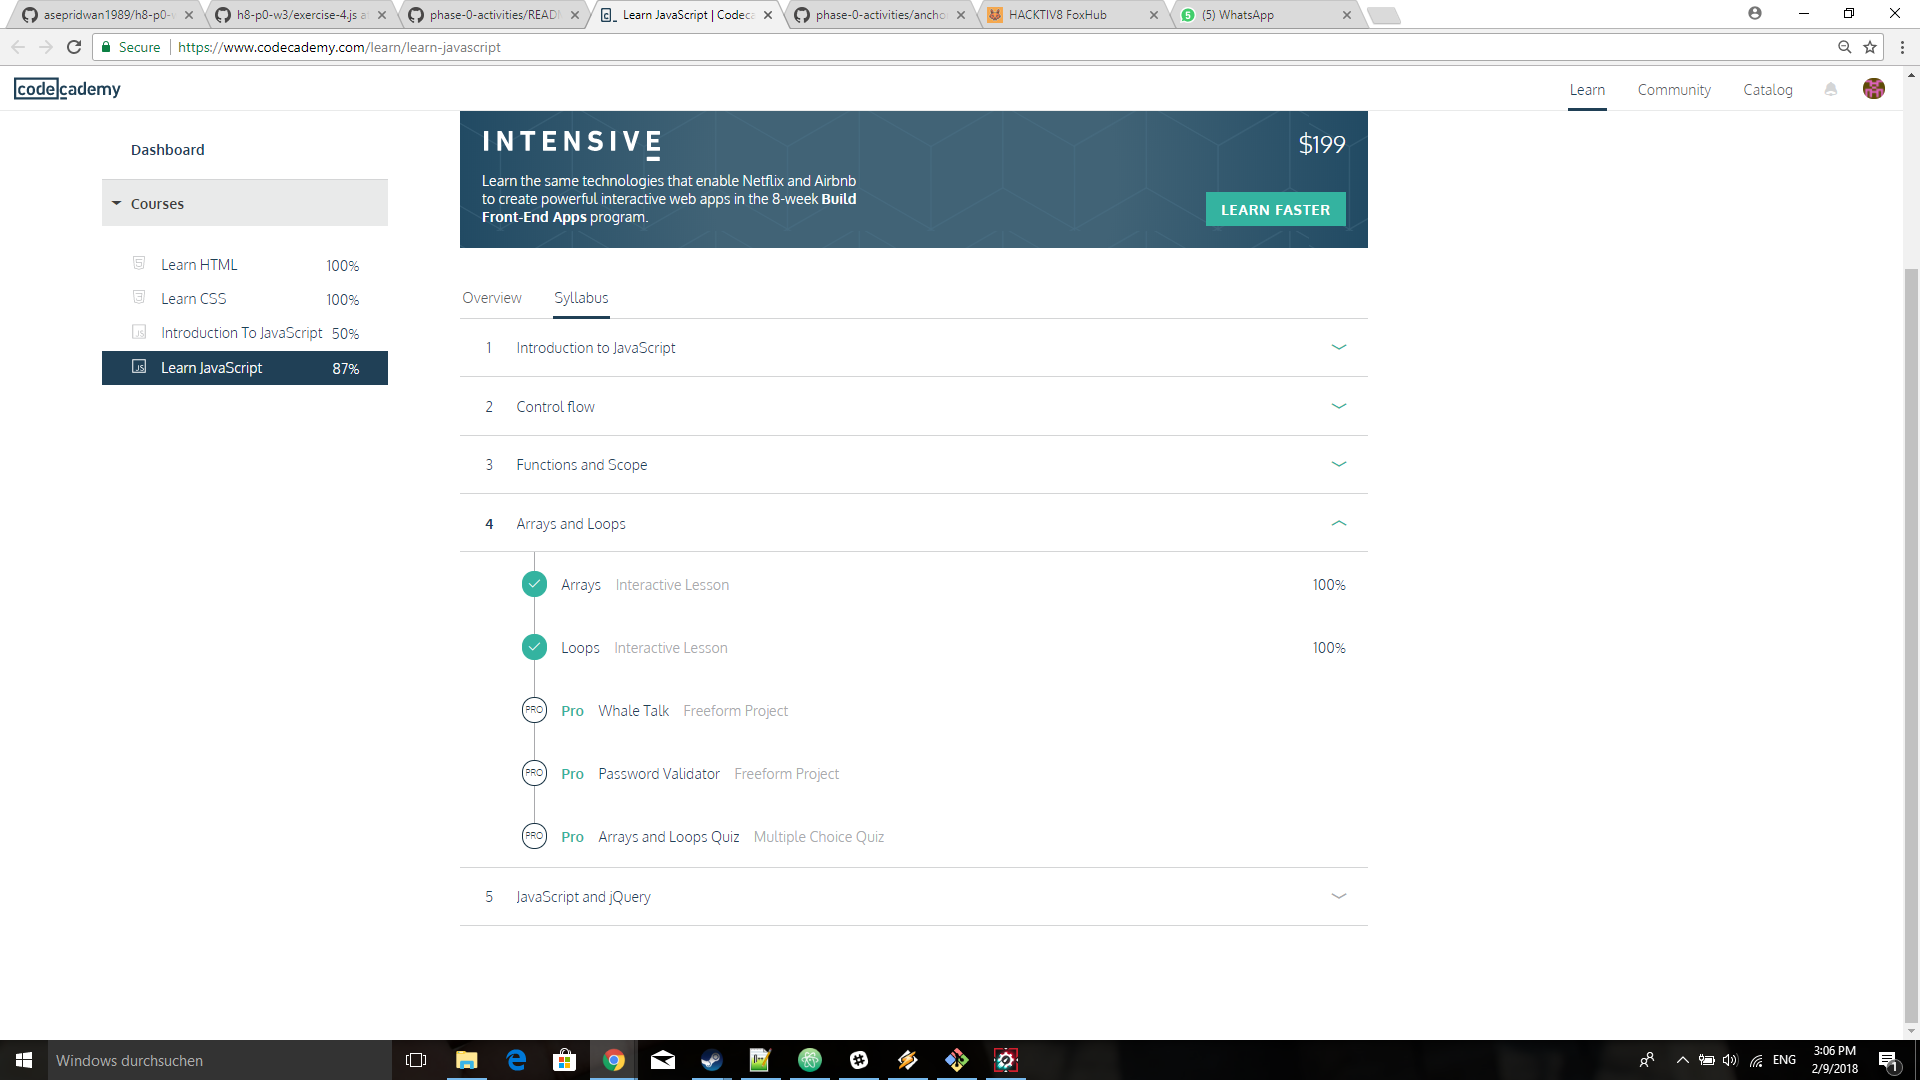 asepridwan1989/h8-p0-w
h8-p0-w3/exercise-4.js a
phase-0-activities/READM
Learn JavaScript | Codeca
phase-0-activities/ancho
HACKTIV8 FoxHub
(5) WhatsApp
Secure
https://www.codecademy.com/learn/learn-javascript
codecademy
Learn
Community
Catalog
Dashboard
Courses
Learn HTML 100%
Learn CSS 100%
Introduction To JavaScript 50%
Learn JavaScript 87%
INTENSIVE
$199
Learn the same technologies that enable Netflix and Airbnb
to create powerful interactive web apps in the 8-week Build
Front-End Apps program.
LEARN FASTER
Overview
Syllabus
1 Introduction to JavaScript
2 Control flow
3 Functions and Scope
4 Arrays and Loops
Arrays Interactive Lesson 100%
Loops Interactive Lesson 100%
PRO Pro Whale Talk Freeform Project
PRO Pro Password Validator Freeform Project
PRO Pro Arrays and Loops Quiz Multiple Choice Quiz
5 JavaScript and jQuery
Windows durchsuchen
ENG
3:06 PM
2/9/2018
1